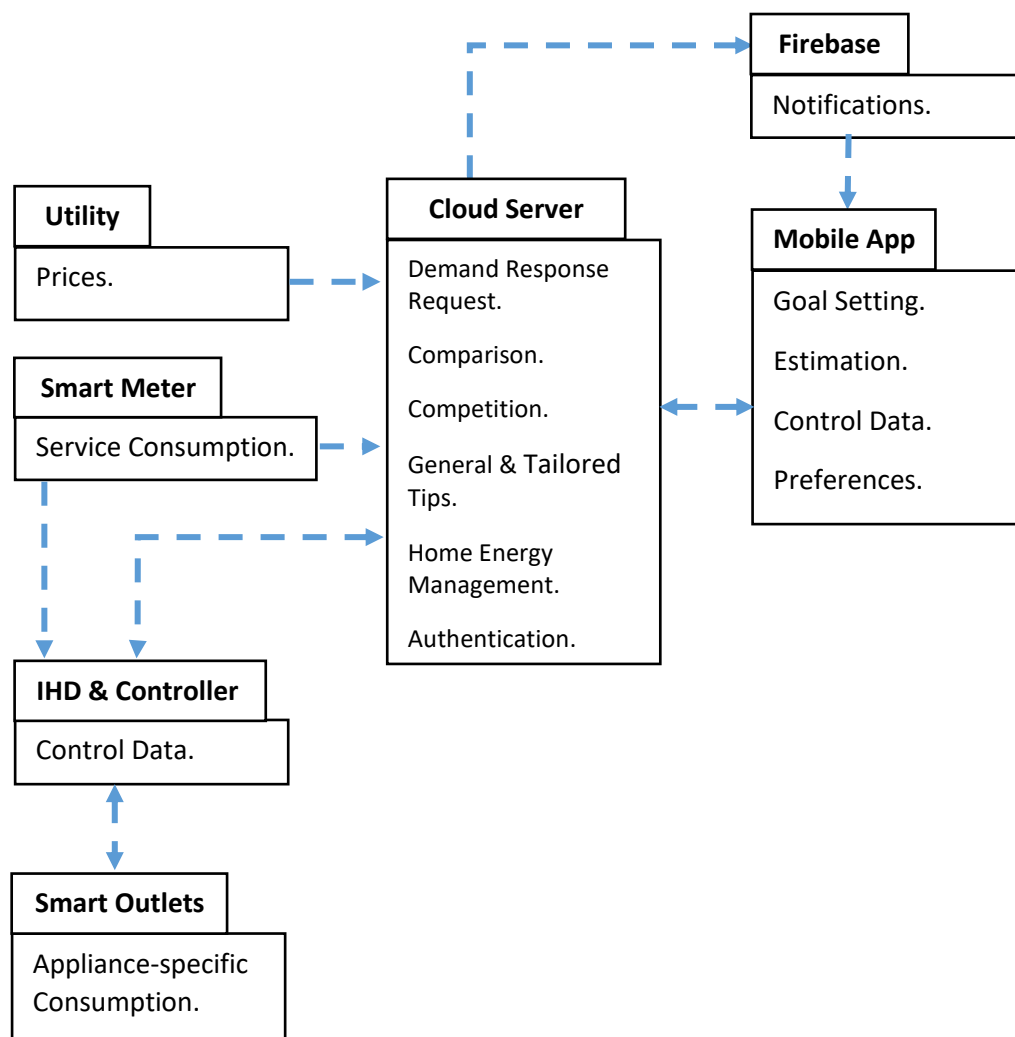 Firebase
Notifications.
Utility
Prices.
Cloud Server
Demand Response
Request.
Comparison.
Competition.
General & Tailored
Tips.
Home Energy
Management.
Authentication.
Mobile App
Goal Setting.
Estimation.
Control Data.
Preferences.
Smart Meter
Service Consumption.
IHD & Controller
Control Data.
Smart Outlets
Appliance-specific
Consumption.